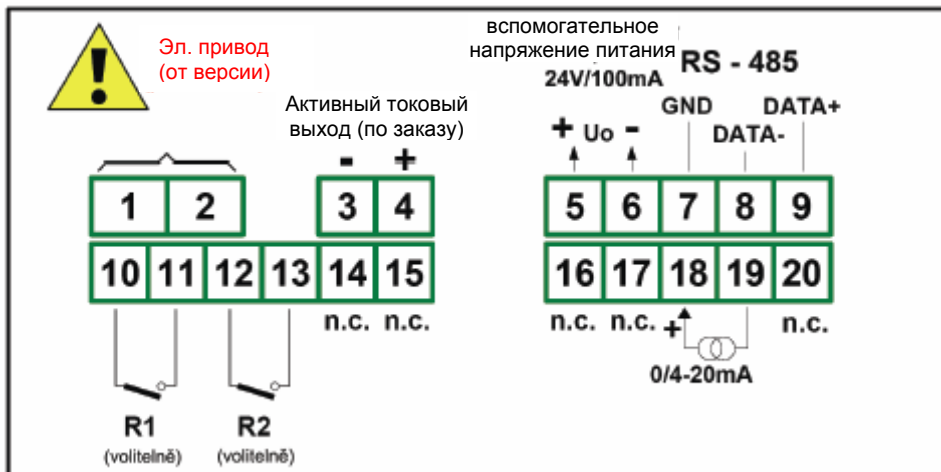 Эл. привод
(от версии)
Активный токовый
выход (по заказу)
- +
вспомогательное
напряжение питания
24V/100mA
RS - 485
GND DATA+
+ Uo - DATA-
1 2 3 4 5 6 7 8 9
10 11 12 13 14 15 16 17 18 19 20
n.c. n.c. n.c. n.c. + n.c.
0/4-20mA
R1 R2
(volitelně) (volitelně)